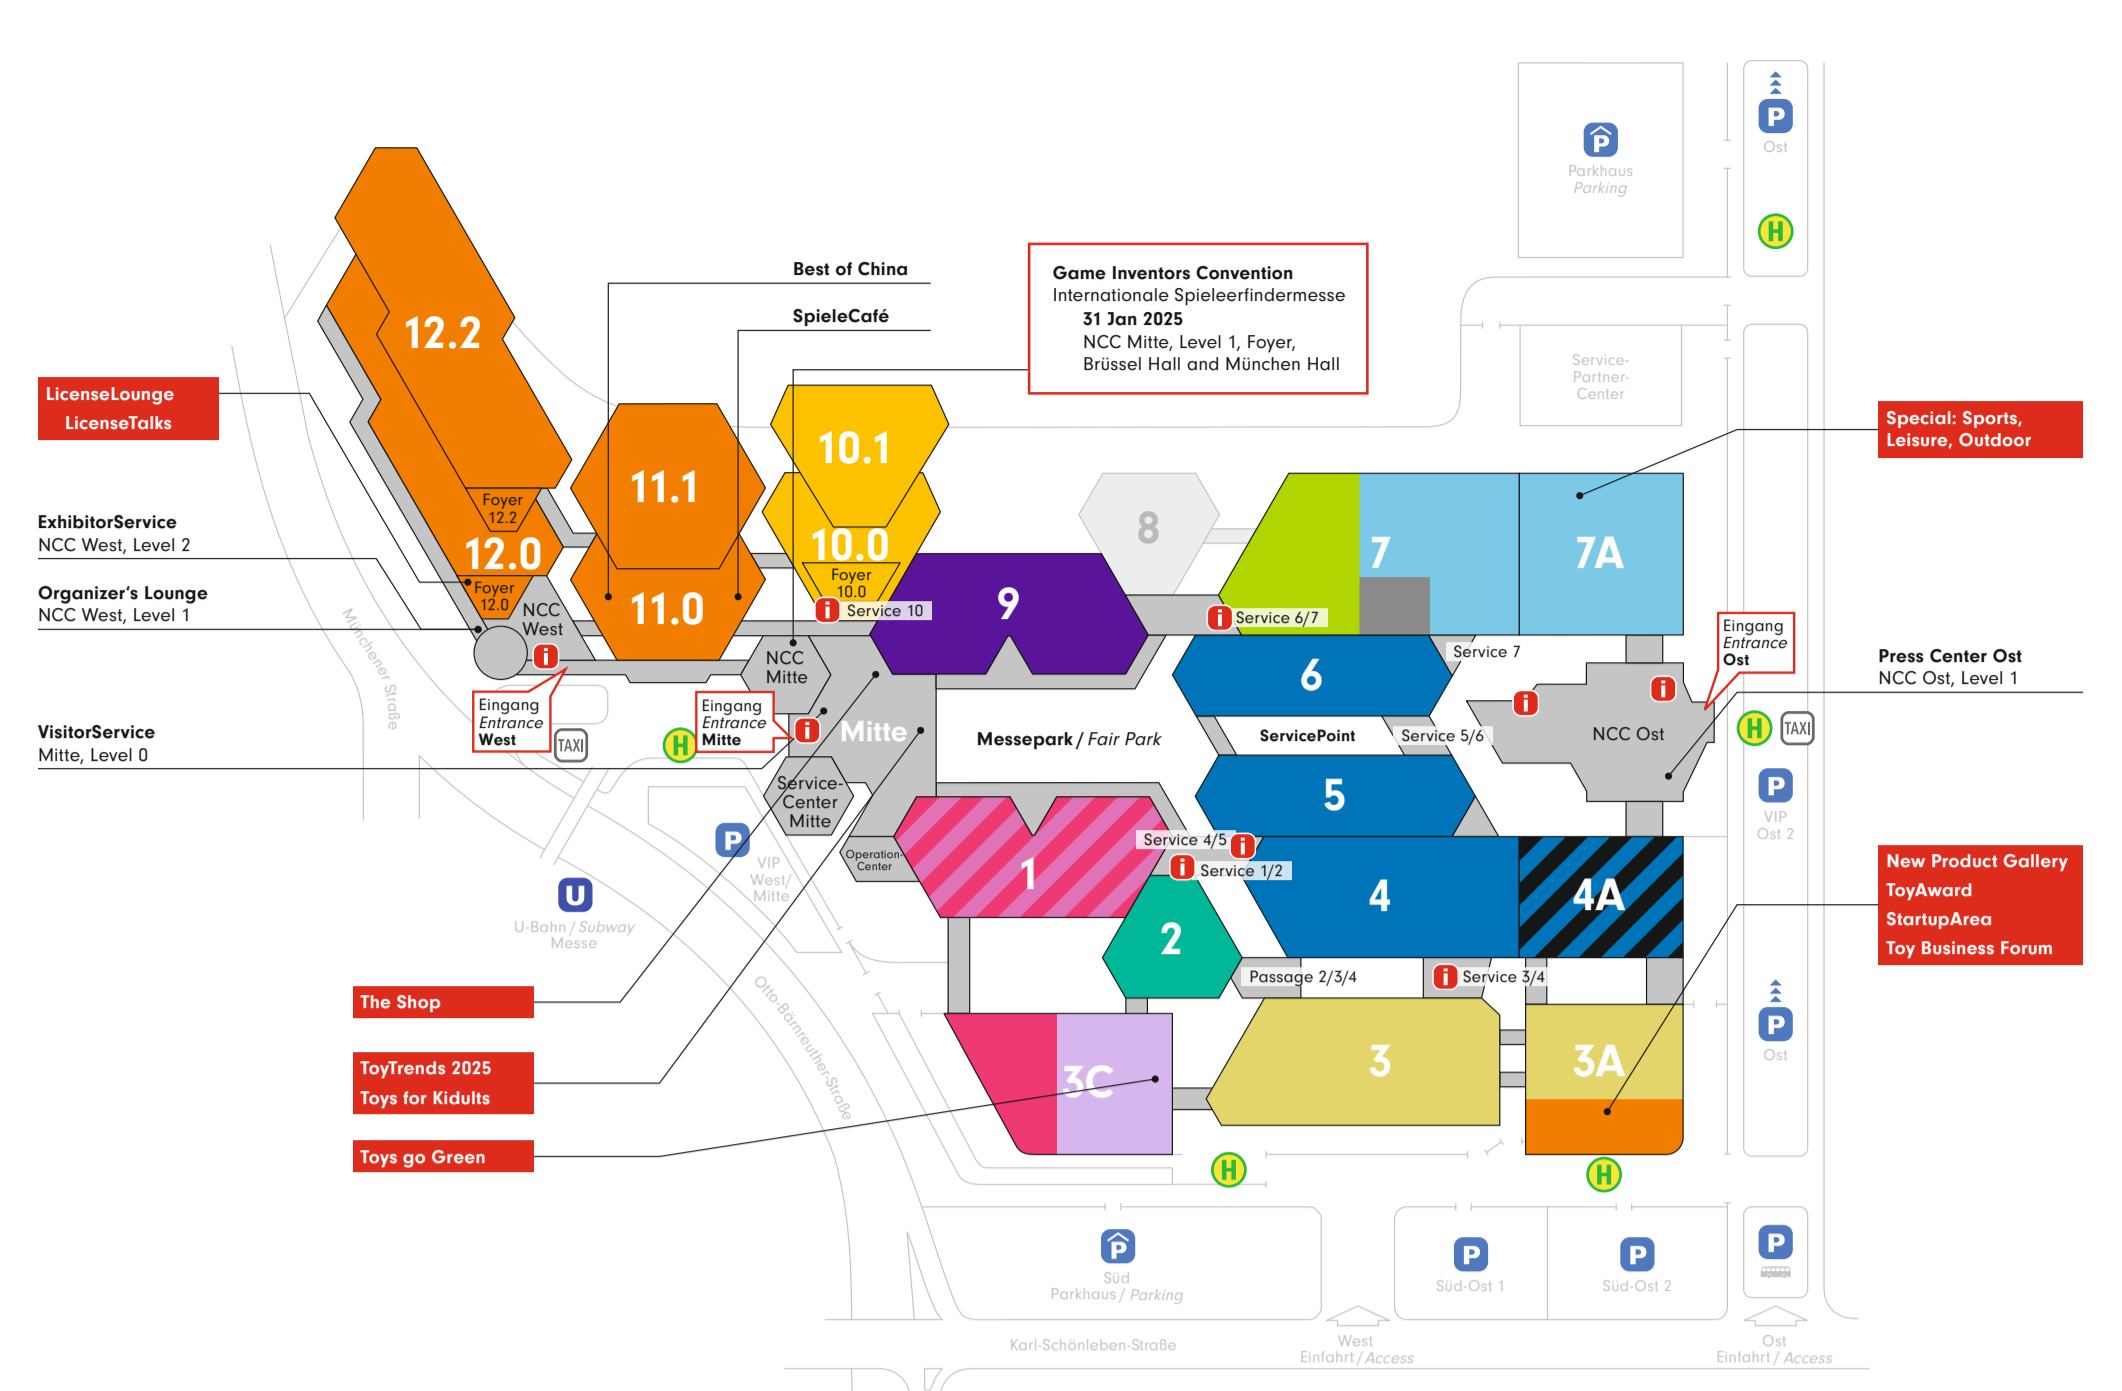 P
Ost
P
Parkhaus
Parking
H
Best of China
SpieleCafé
Game Inventors Convention
Internationale Spieleerfindermesse
31 Jan 2025
NCC Mitte, Level 1, Foyer,
Brüssel Hall and München Hall
12.2
Service-
Partner-
Center
LicenseLounge
LicenseTalks
Special: Sports,
Leisure, Outdoor
10.1
11.1
Foyer
12.2
8
ExhibitorService
NCC West, Level 2
12.0
10.0
7
7A
Foyer
10.0
Foyer
12.0
Organizer's Lounge
NCC West, Level 1
NCC
West
11.0
i Service 10
9
i Service 6/7
Eingang
Entrance
Ost
Münchener Straße
i
NCC
Mitte
Service 7
6
i
i
Press Center Ost
NCC Ost, Level 1
Eingang
Entrance
West
Eingang
Entrance
Mitte
TAXI
H
i
Mitte
Messepark / Fair Park
ServicePoint
Service 5/6
NCC Ost
H
TAXI
VisitorService
Mitte, Level 0
Service-
Center
Mitte
5
P
VIP
Ost 2
P
VIP
West/
Mitte
Operation-
Center
1
Service 4/5 i
i Service 1/2
4
4A
New Product Gallery
ToyAward
StartupArea
Toy Business Forum
U
U-Bahn / Subway
Messe
2
Passage 2/3/4
i Service 3/4
The Shop
Otto-Bärnreuther-Straße
P
Ost
ToyTrends 2025
Toys for Kidults
3C
3
3A
Toys go Green
H
H
P
Süd
Parkhaus / Parking
P
Süd-Ost 1
P
Süd-Ost 2
P
Karl-Schönleben-Straße
West
Einfahrt / Access
Ost
Einfahrt / Access